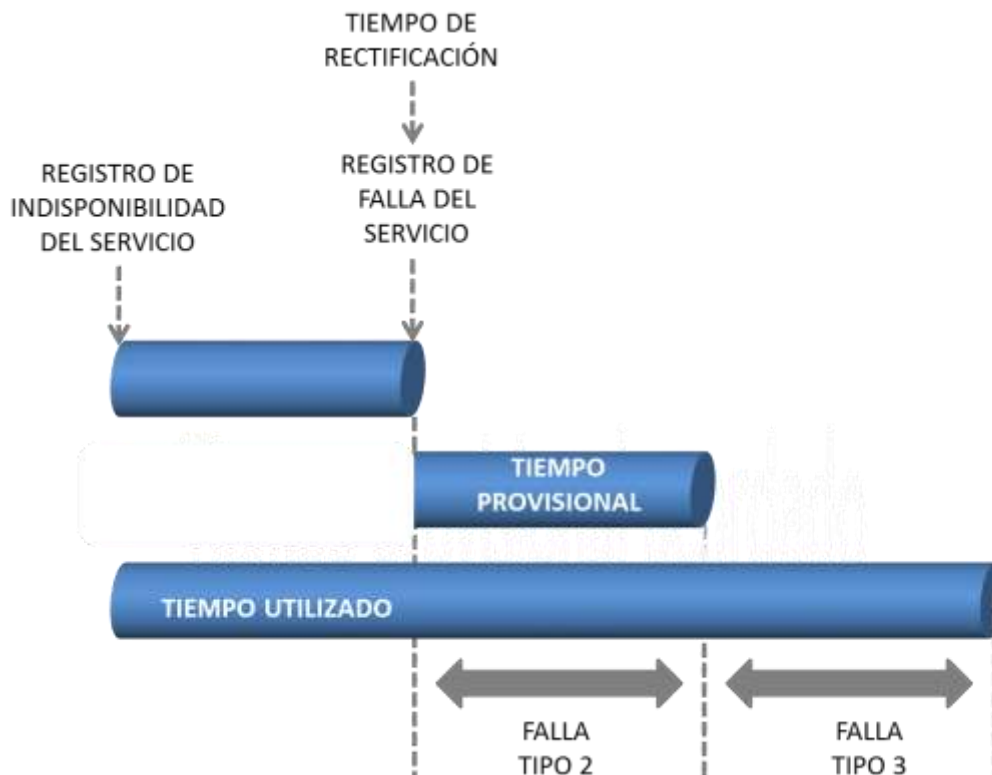 TIEMPO DE
RECTIFICACIÓN
REGISTRO DE
INDISPONIBILIDAD
DEL SERVICIO
REGISTRO DE
FALLA DEL
SERVICIO
TIEMPO
PROVISIONAL
TIEMPO UTILIZADO
FALLA
TIPO 2
FALLA
TIPO 3